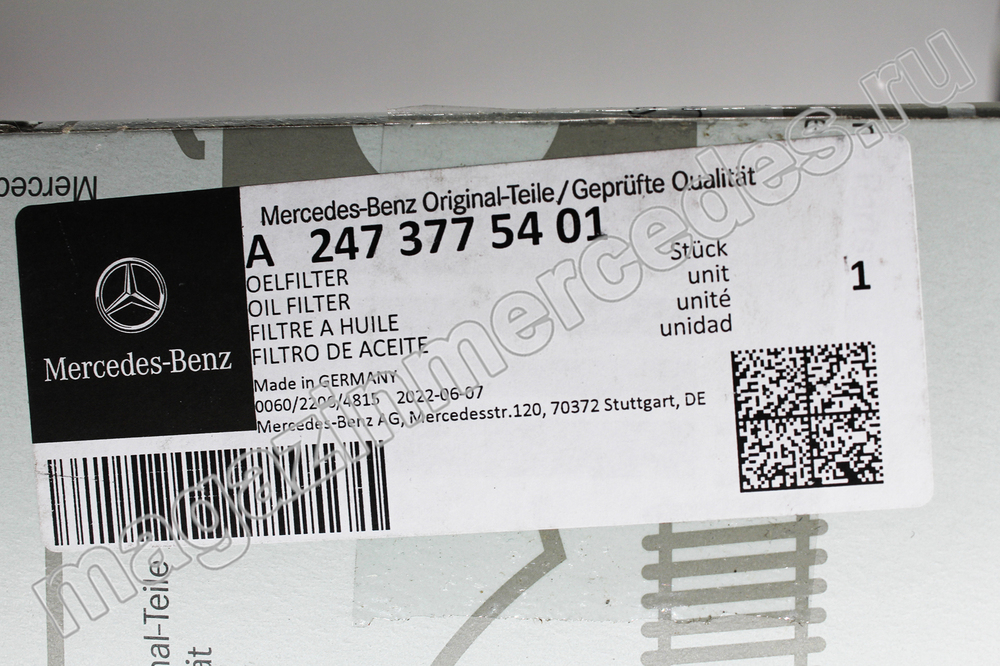 Mercedes
Mercedes-Benz Original-Teile/Geprüfte Qualität
A 247 377 54 01
OELFILTER
OIL FILTER
FILTRE A HUILE
FILTRO DE ACEITE
Stück
unit
unité
unidad
1
Made in GERMANY
0060/2206/4815 2022-06-07
Mercedes-Benz AG, Mercedesstr.120, 70372 Stuttgart, DE
Mercedes-Benz
magazinmercedes.ru
nal-Teile
ät